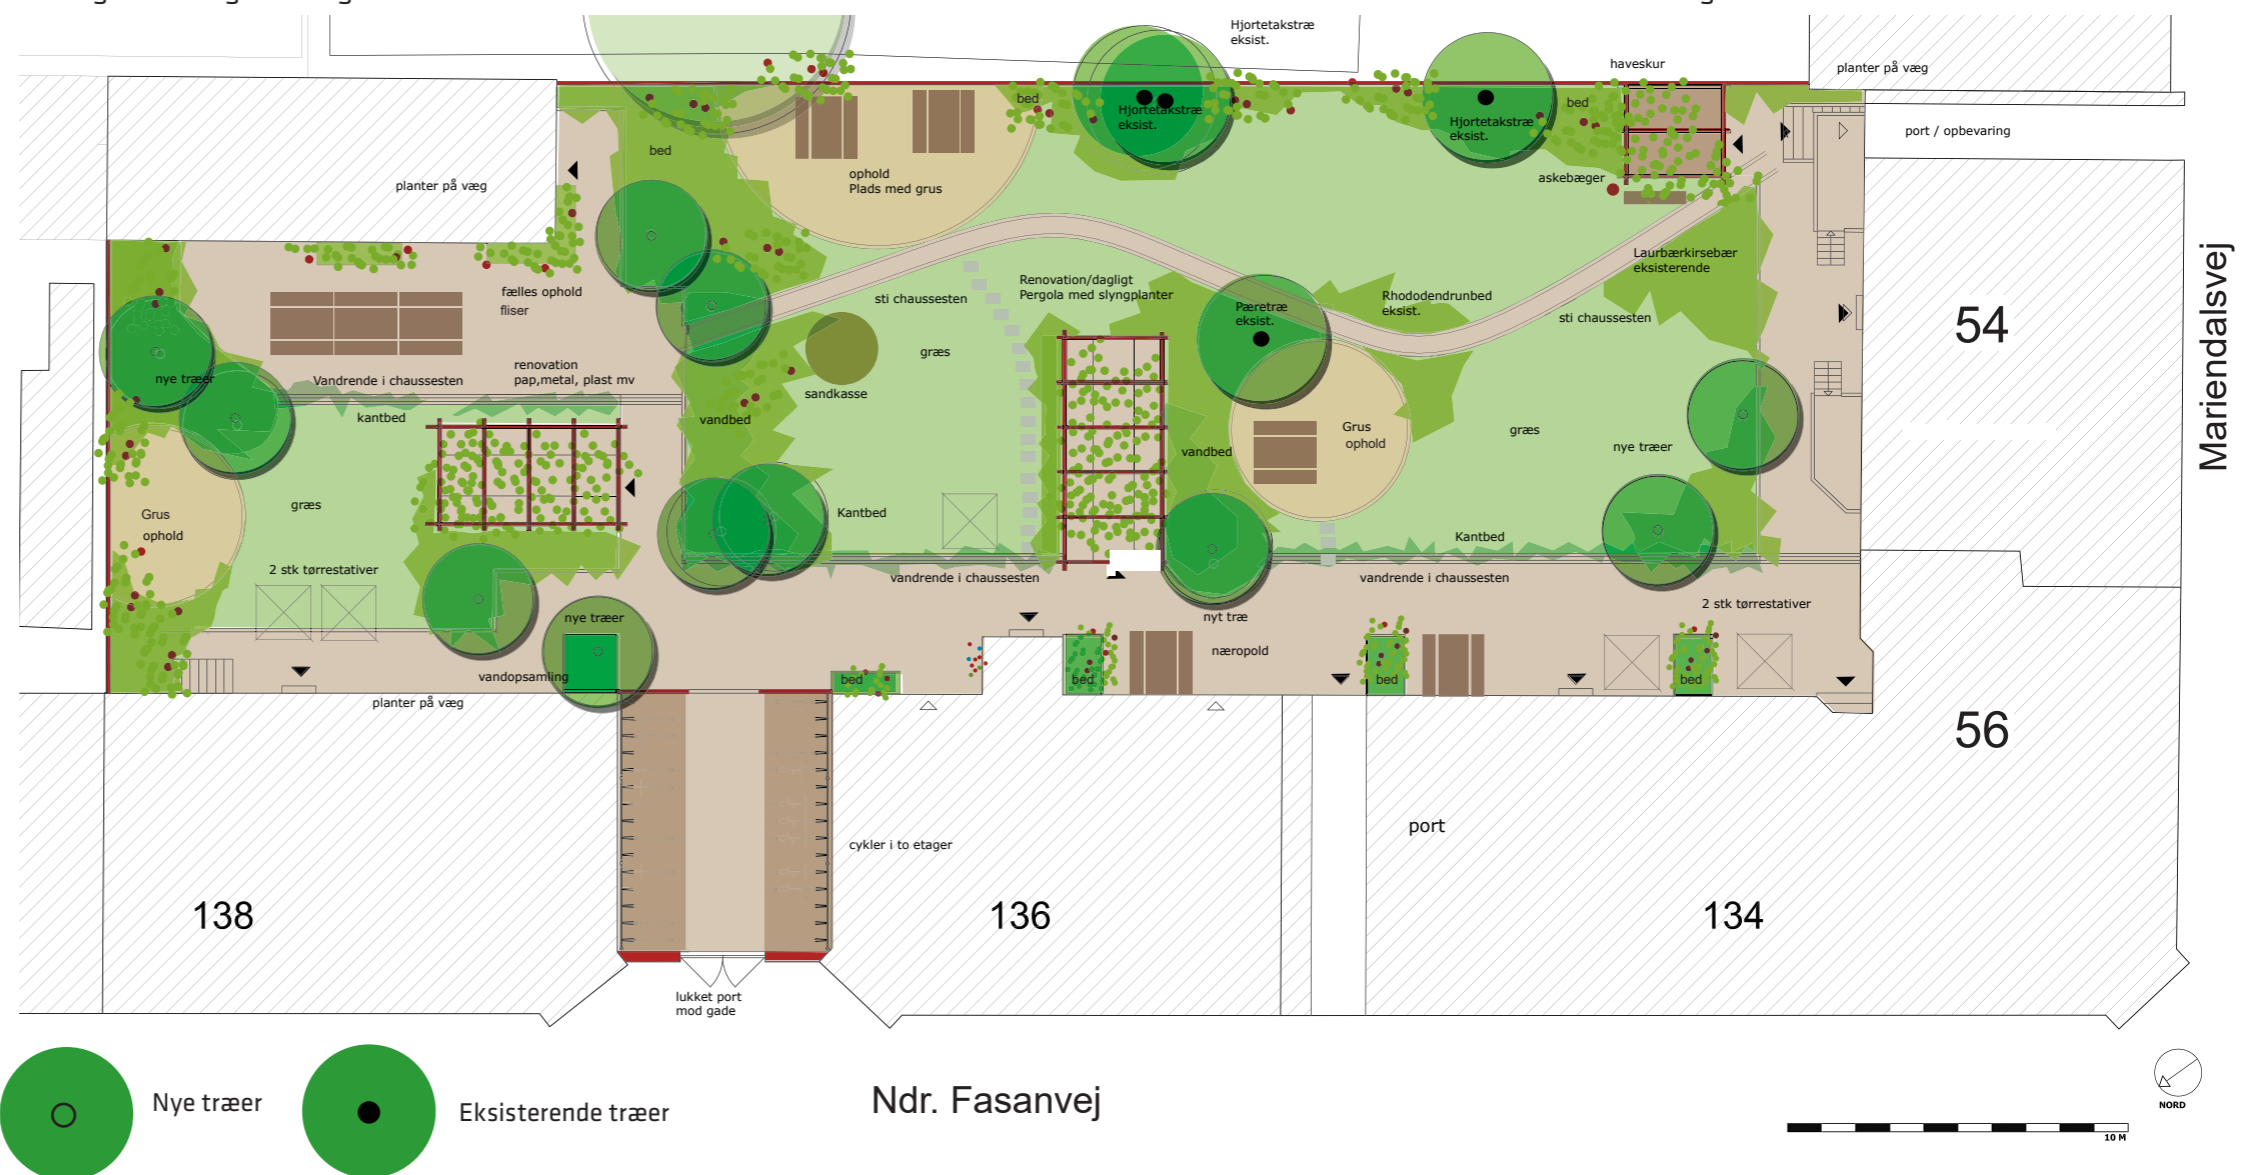 Hjortetakstræ
eksist.
haveskur
planter på væg
bed
Hjortetakstræ
eksist.
Hjortetakstræ
eksist.
bed
port / opbevaring
bed
planter på væg
ophold
Plads med grus
askebæger
Laurbærkirsebær
eksisterende
fælles ophold
fliser
sti chaussesten
Renovation/dagligt
Pergola med slyngplanter
Pæretræ
eksist.
Rhododendrunbed
eksist.
sti chaussesten
54
Mariendalsvej
græs
nye træer
Vandrende i chaussesten
renovation
pap,metal, plast mv
sandkasse
kantbed
vandbed
Grus
ophold
græs
vandbed
nye træer
græs
Grus
ophold
Kantbed
Kantbed
2 stk tørrestativer
vandrende i chaussesten
vandrende i chaussesten
2 stk tørrestativer
nye træer
nyt træ
næropold
vandopsamling
bed
bed
bed
bed
planter på væg
56
cykler i to etager
port
138
136
134
lukket port
mod gade
Nye træer
Eksisterende træer
Ndr. Fasanvej
NORD
10 M